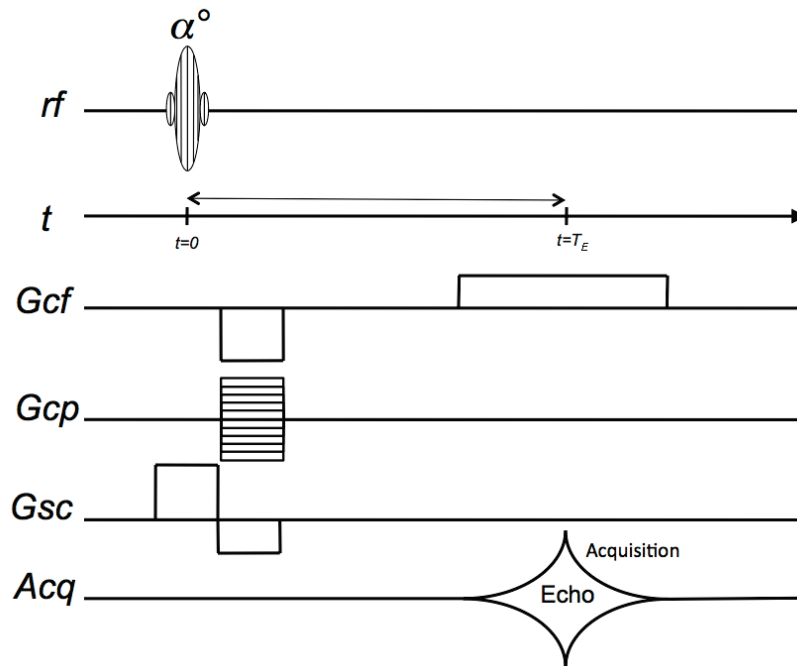 α°
rf
t
t=0
t=T_E
Gcf
Gcp
Gsc
Acquisition
Acq
Echo